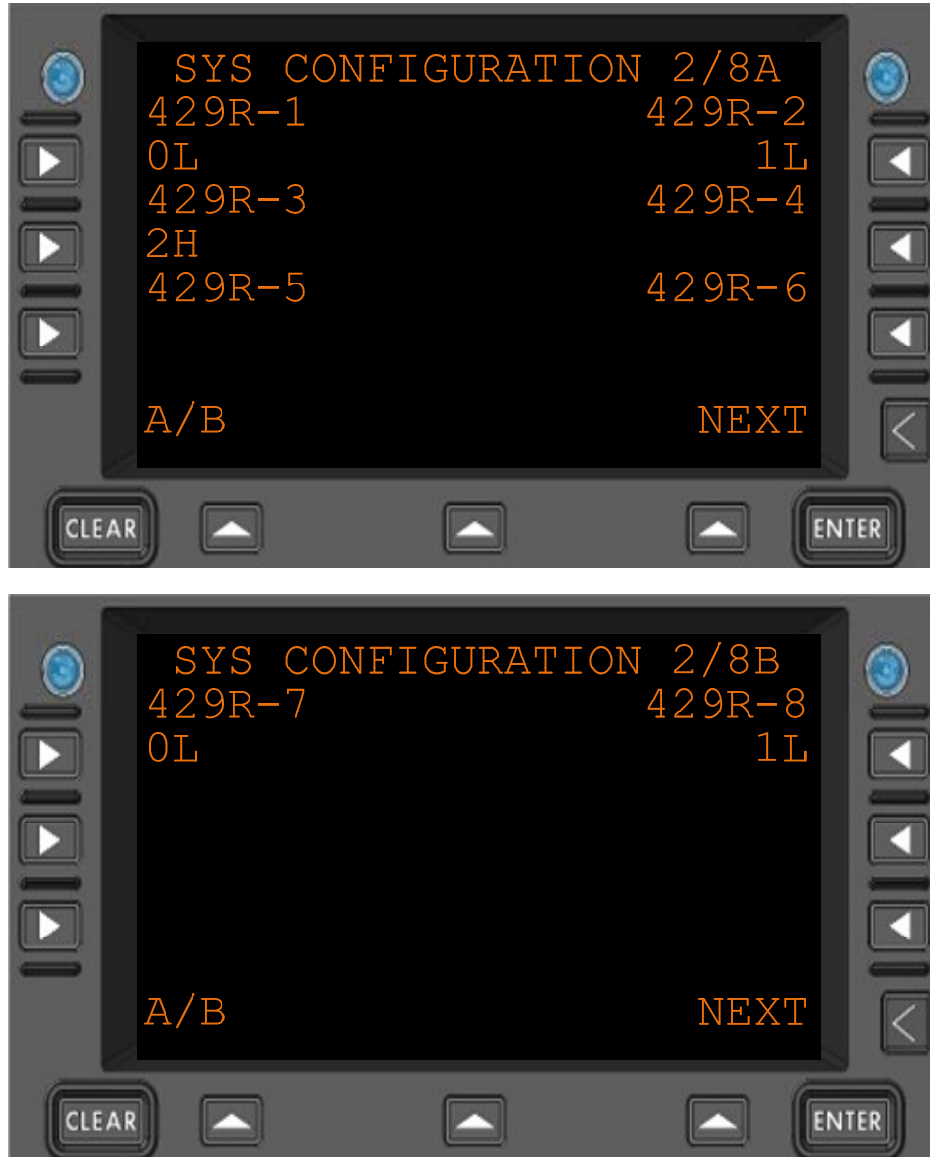 SYS CONFIGURATION 2/8A
429R-1 429R-2
0L 1L
429R-3 429R-4
2H
429R-5 429R-6
A/B NEXT
CLEAR ENTER
SYS CONFIGURATION 2/8B
429R-7 429R-8
0L 1L
A/B NEXT
CLEAR ENTER